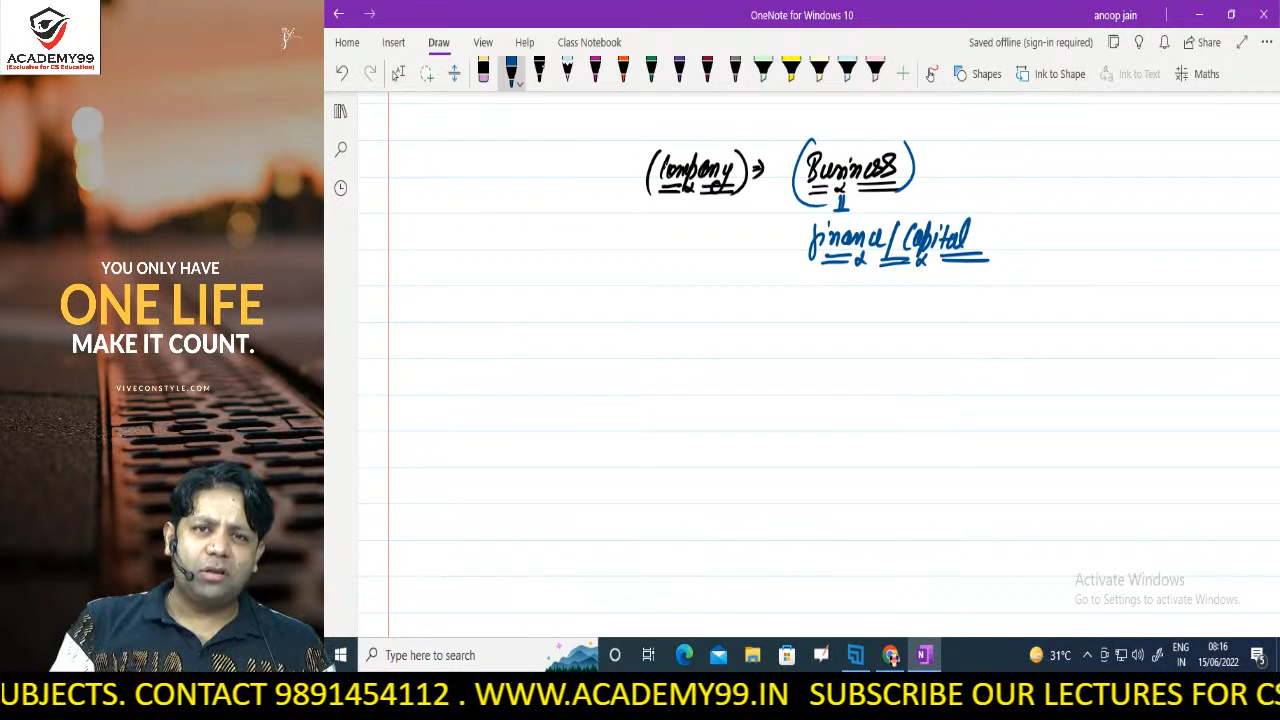 ACADEMY99
(Exclusive for CS Education)
YOU ONLY HAVE
ONE LIFE
MAKE IT COUNT.
VIVECONSTYLE.COM
OneNote for Windows 10
anoop jain
Home Insert Draw View Help Class Notebook
Saved offline (sign-in required)
Share
Shapes
Ink to Shape
Ink to Text
Maths
(Company) ⇒ (Business)
finance/Capital
Activate Windows
Go to Settings to activate Windows.
Type here to search
31°C
ENG
IN
08:16
15/06/2022
5
UBJECTS. CONTACT 9891454112 . WWW.ACADEMY99.IN SUBSCRIBE OUR LECTURES FOR CS